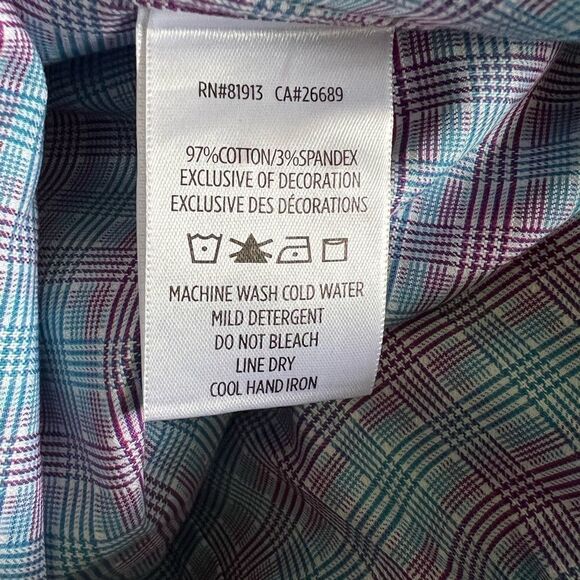 RN#81913 CA#26689
97%COTTON/3%SPANDEX
EXCLUSIVE OF DECORATION
EXCLUSIVE DES DÉCORATIONS
MACHINE WASH COLD WATER
MILD DETERGENT
DO NOT BLEACH
LINE DRY
COOL HAND IRON